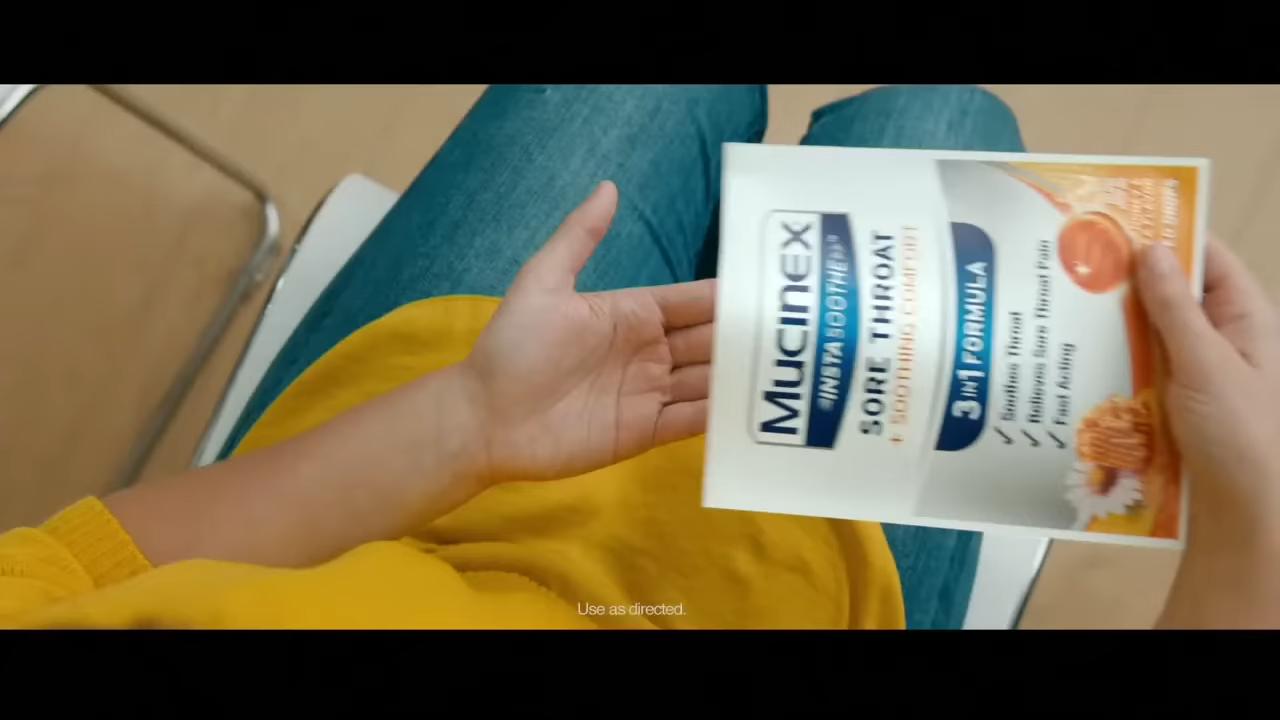 Mucinex
INSTASOOTHE
SORE THROAT
+ SOOTHING COMFORT
3 IN 1 FORMULA
✓ Soothes Throat
✓ Relieves Sore Throat Pain
✓ Fast Acting
Use as directed.